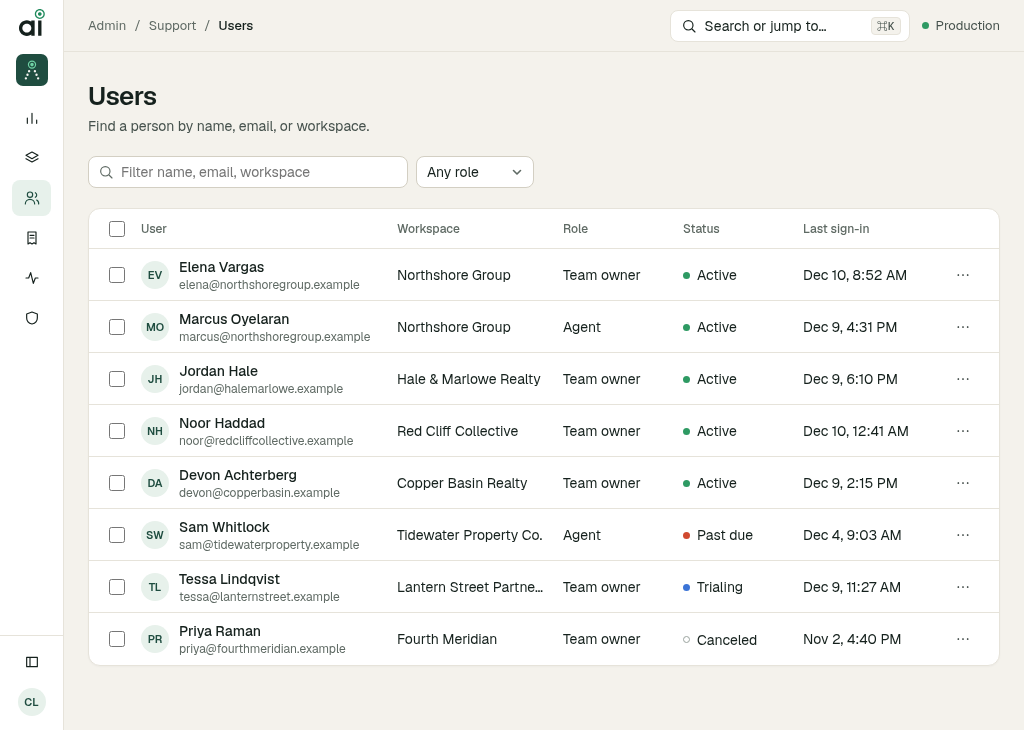 ai
Admin / Support / Users
Search or jump to…
⌘K
Production
Users
Find a person by name, email, or workspace.
Filter name, email, workspace
Any role
User Workspace Role Status Last sign-in
EV Elena Vargas Northshore Group Team owner Active Dec 10, 8:52 AM
elena@northshoregroup.example
MO Marcus Oyelaran Northshore Group Agent Active Dec 9, 4:31 PM
marcus@northshoregroup.example
JH Jordan Hale Hale & Marlowe Realty Team owner Active Dec 9, 6:10 PM
jordan@halemarlowe.example
NH Noor Haddad Red Cliff Collective Team owner Active Dec 10, 12:41 AM
noor@redcliffcollective.example
DA Devon Achterberg Copper Basin Realty Team owner Active Dec 9, 2:15 PM
devon@copperbasin.example
SW Sam Whitlock Tidewater Property Co. Agent Past due Dec 4, 9:03 AM
sam@tidewaterproperty.example
TL Tessa Lindqvist Lantern Street Partne… Team owner Trialing Dec 9, 11:27 AM
tessa@lanternstreet.example
PR Priya Raman Fourth Meridian Team owner Canceled Nov 2, 4:40 PM
priya@fourthmeridian.example
CL